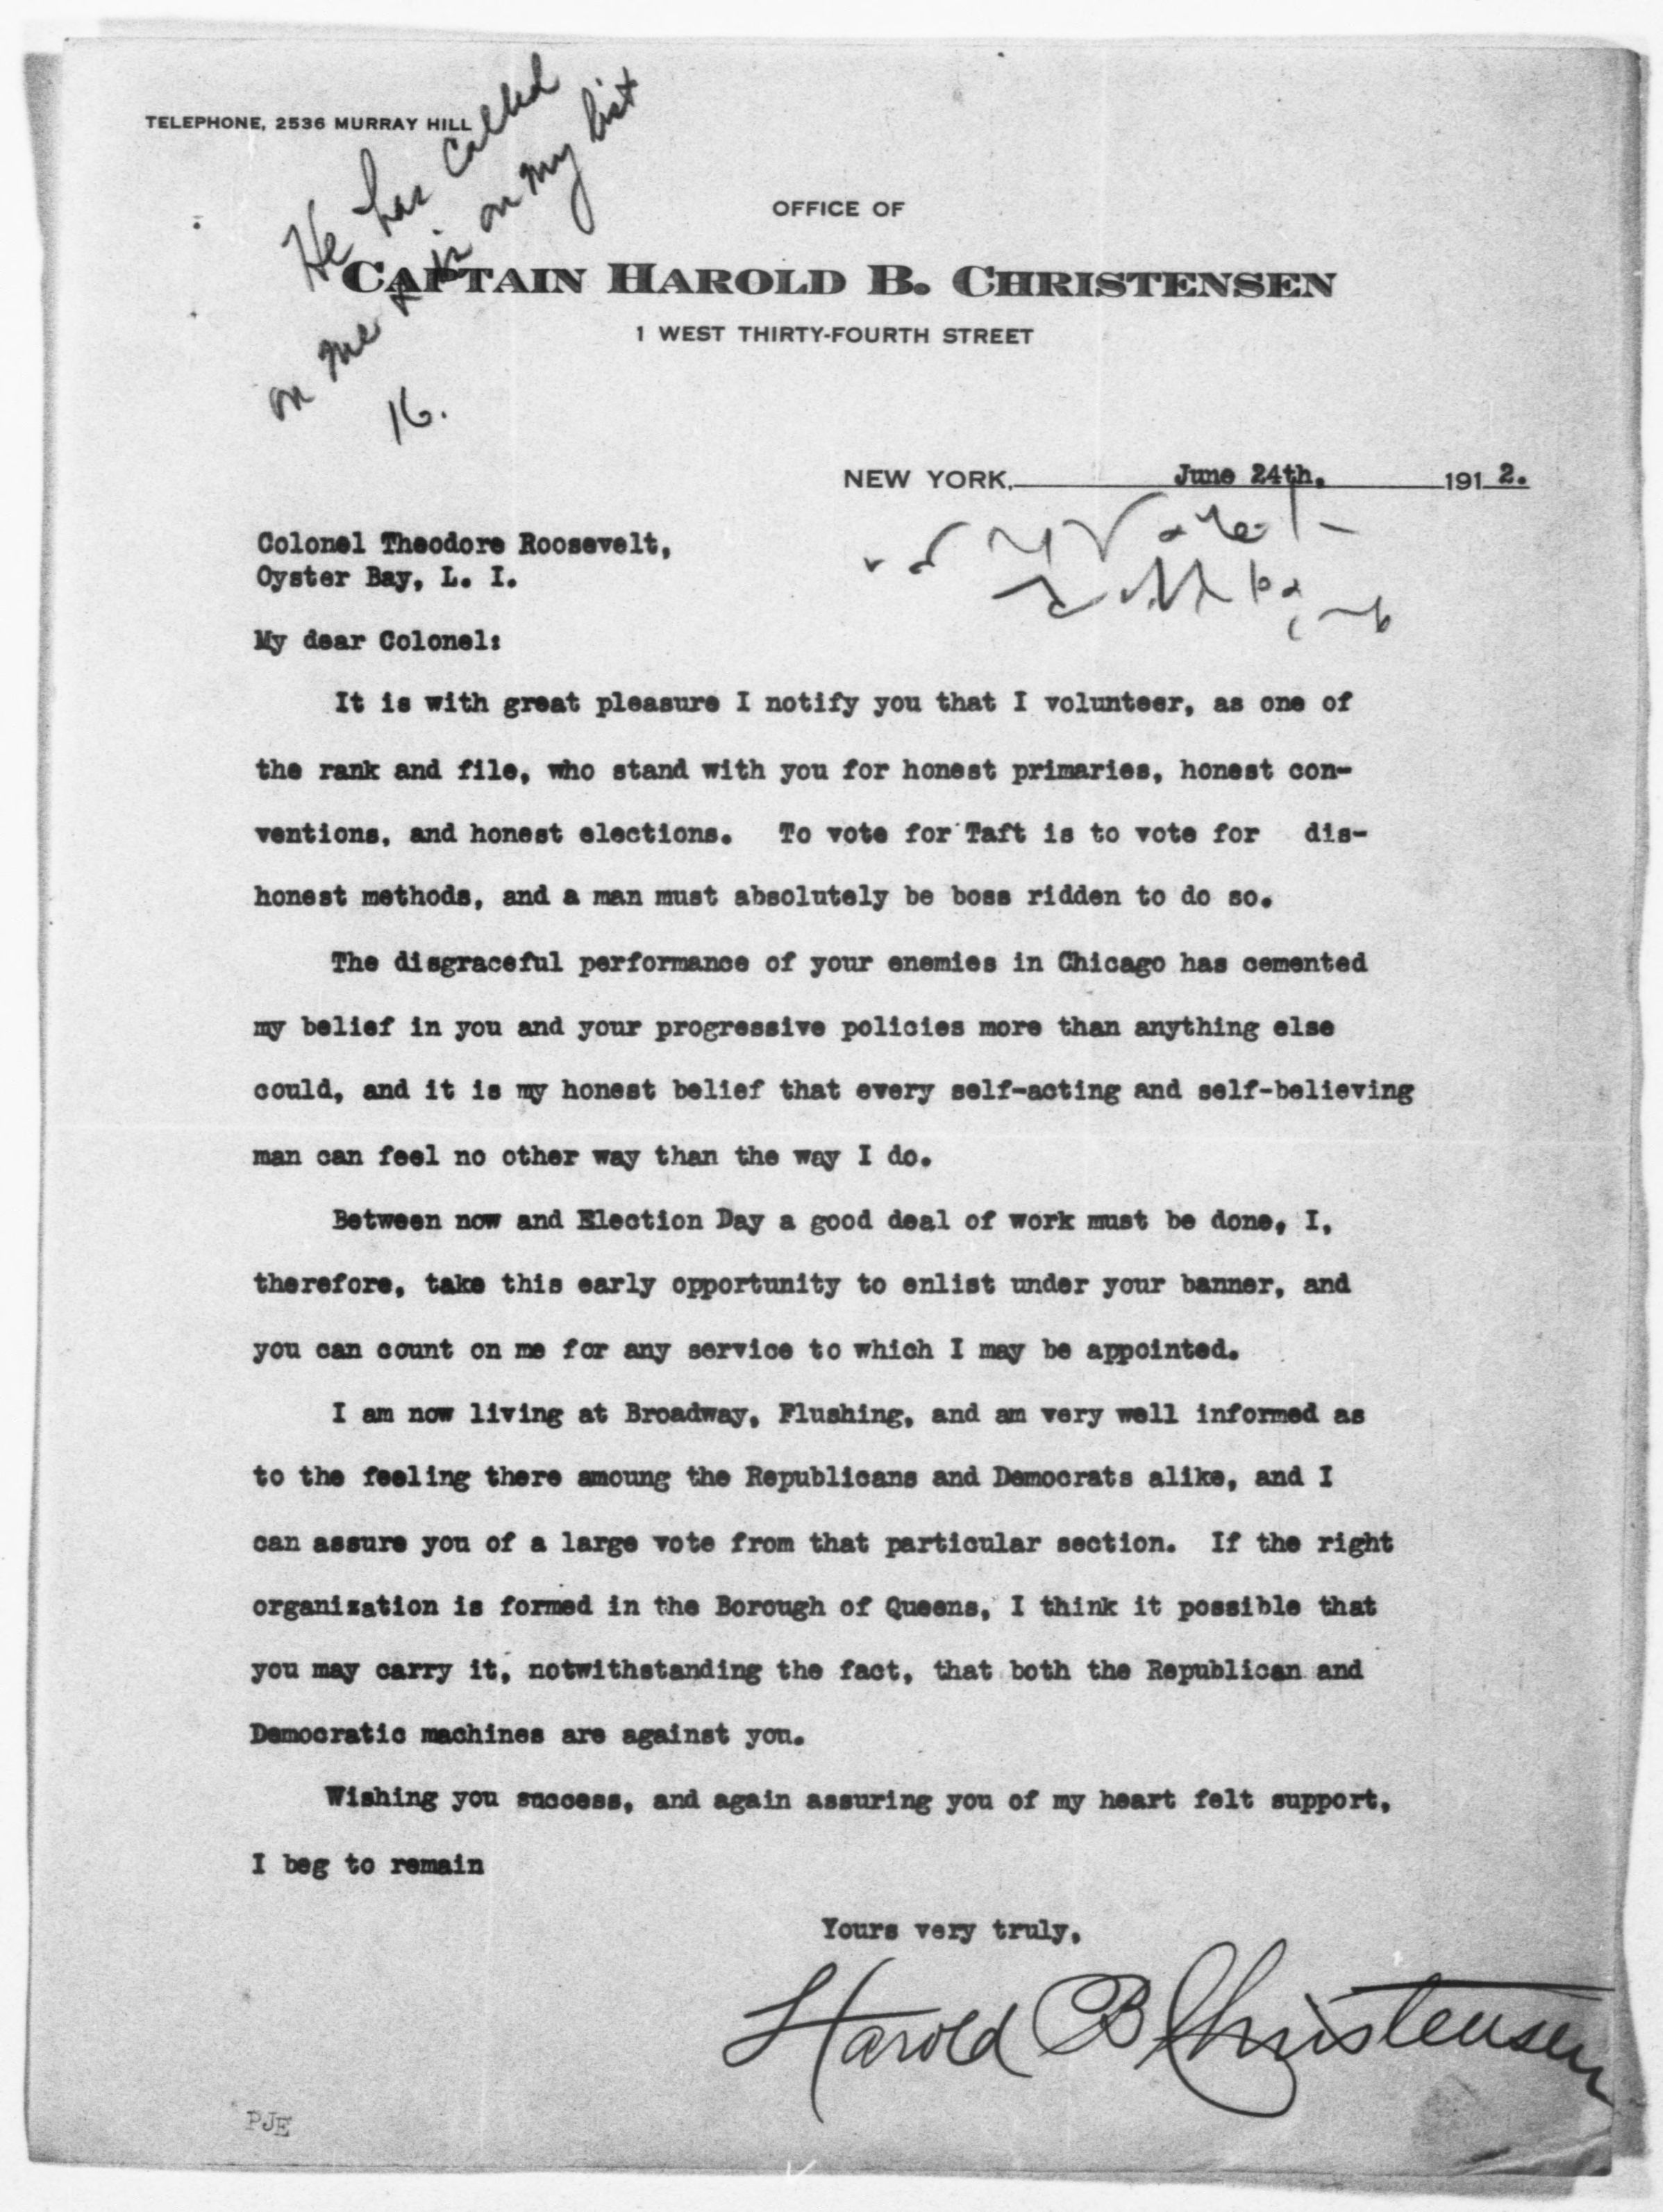 TELEPHONE, 2536 MURRAY HILL
He has called
on me & is on my list
16.
OFFICE OF
CAPTAIN HAROLD B. CHRISTENSEN
1 WEST THIRTY-FOURTH STREET
NEW YORK, June 24th, 1912.
Colonel Theodore Roosevelt,
Oyster Bay, L. I.
My dear Colonel:
It is with great pleasure I notify you that I volunteer, as one of
the rank and file, who stand with you for honest primaries, honest con-
ventions, and honest elections. To vote for Taft is to vote for dis-
honest methods, and a man must absolutely be boss ridden to do so.
The disgraceful performance of your enemies in Chicago has cemented
my belief in you and your progressive policies more than anything else
could, and it is my honest belief that every self-acting and self-believing
man can feel no other way than the way I do.
Between now and Election Day a good deal of work must be done, I,
therefore, take this early opportunity to enlist under your banner, and
you can count on me for any service to which I may be appointed.
I am now living at Broadway, Flushing, and am very well informed as
to the feeling there amoung the Republicans and Democrats alike, and I
can assure you of a large vote from that particular section. If the right
organization is formed in the Borough of Queens, I think it possible that
you may carry it, notwithstanding the fact, that both the Republican and
Democratic machines are against you.
Wishing you success, and again assuring you of my heart felt support,
I beg to remain
Yours very truly,
Harold B Christensen
PJE